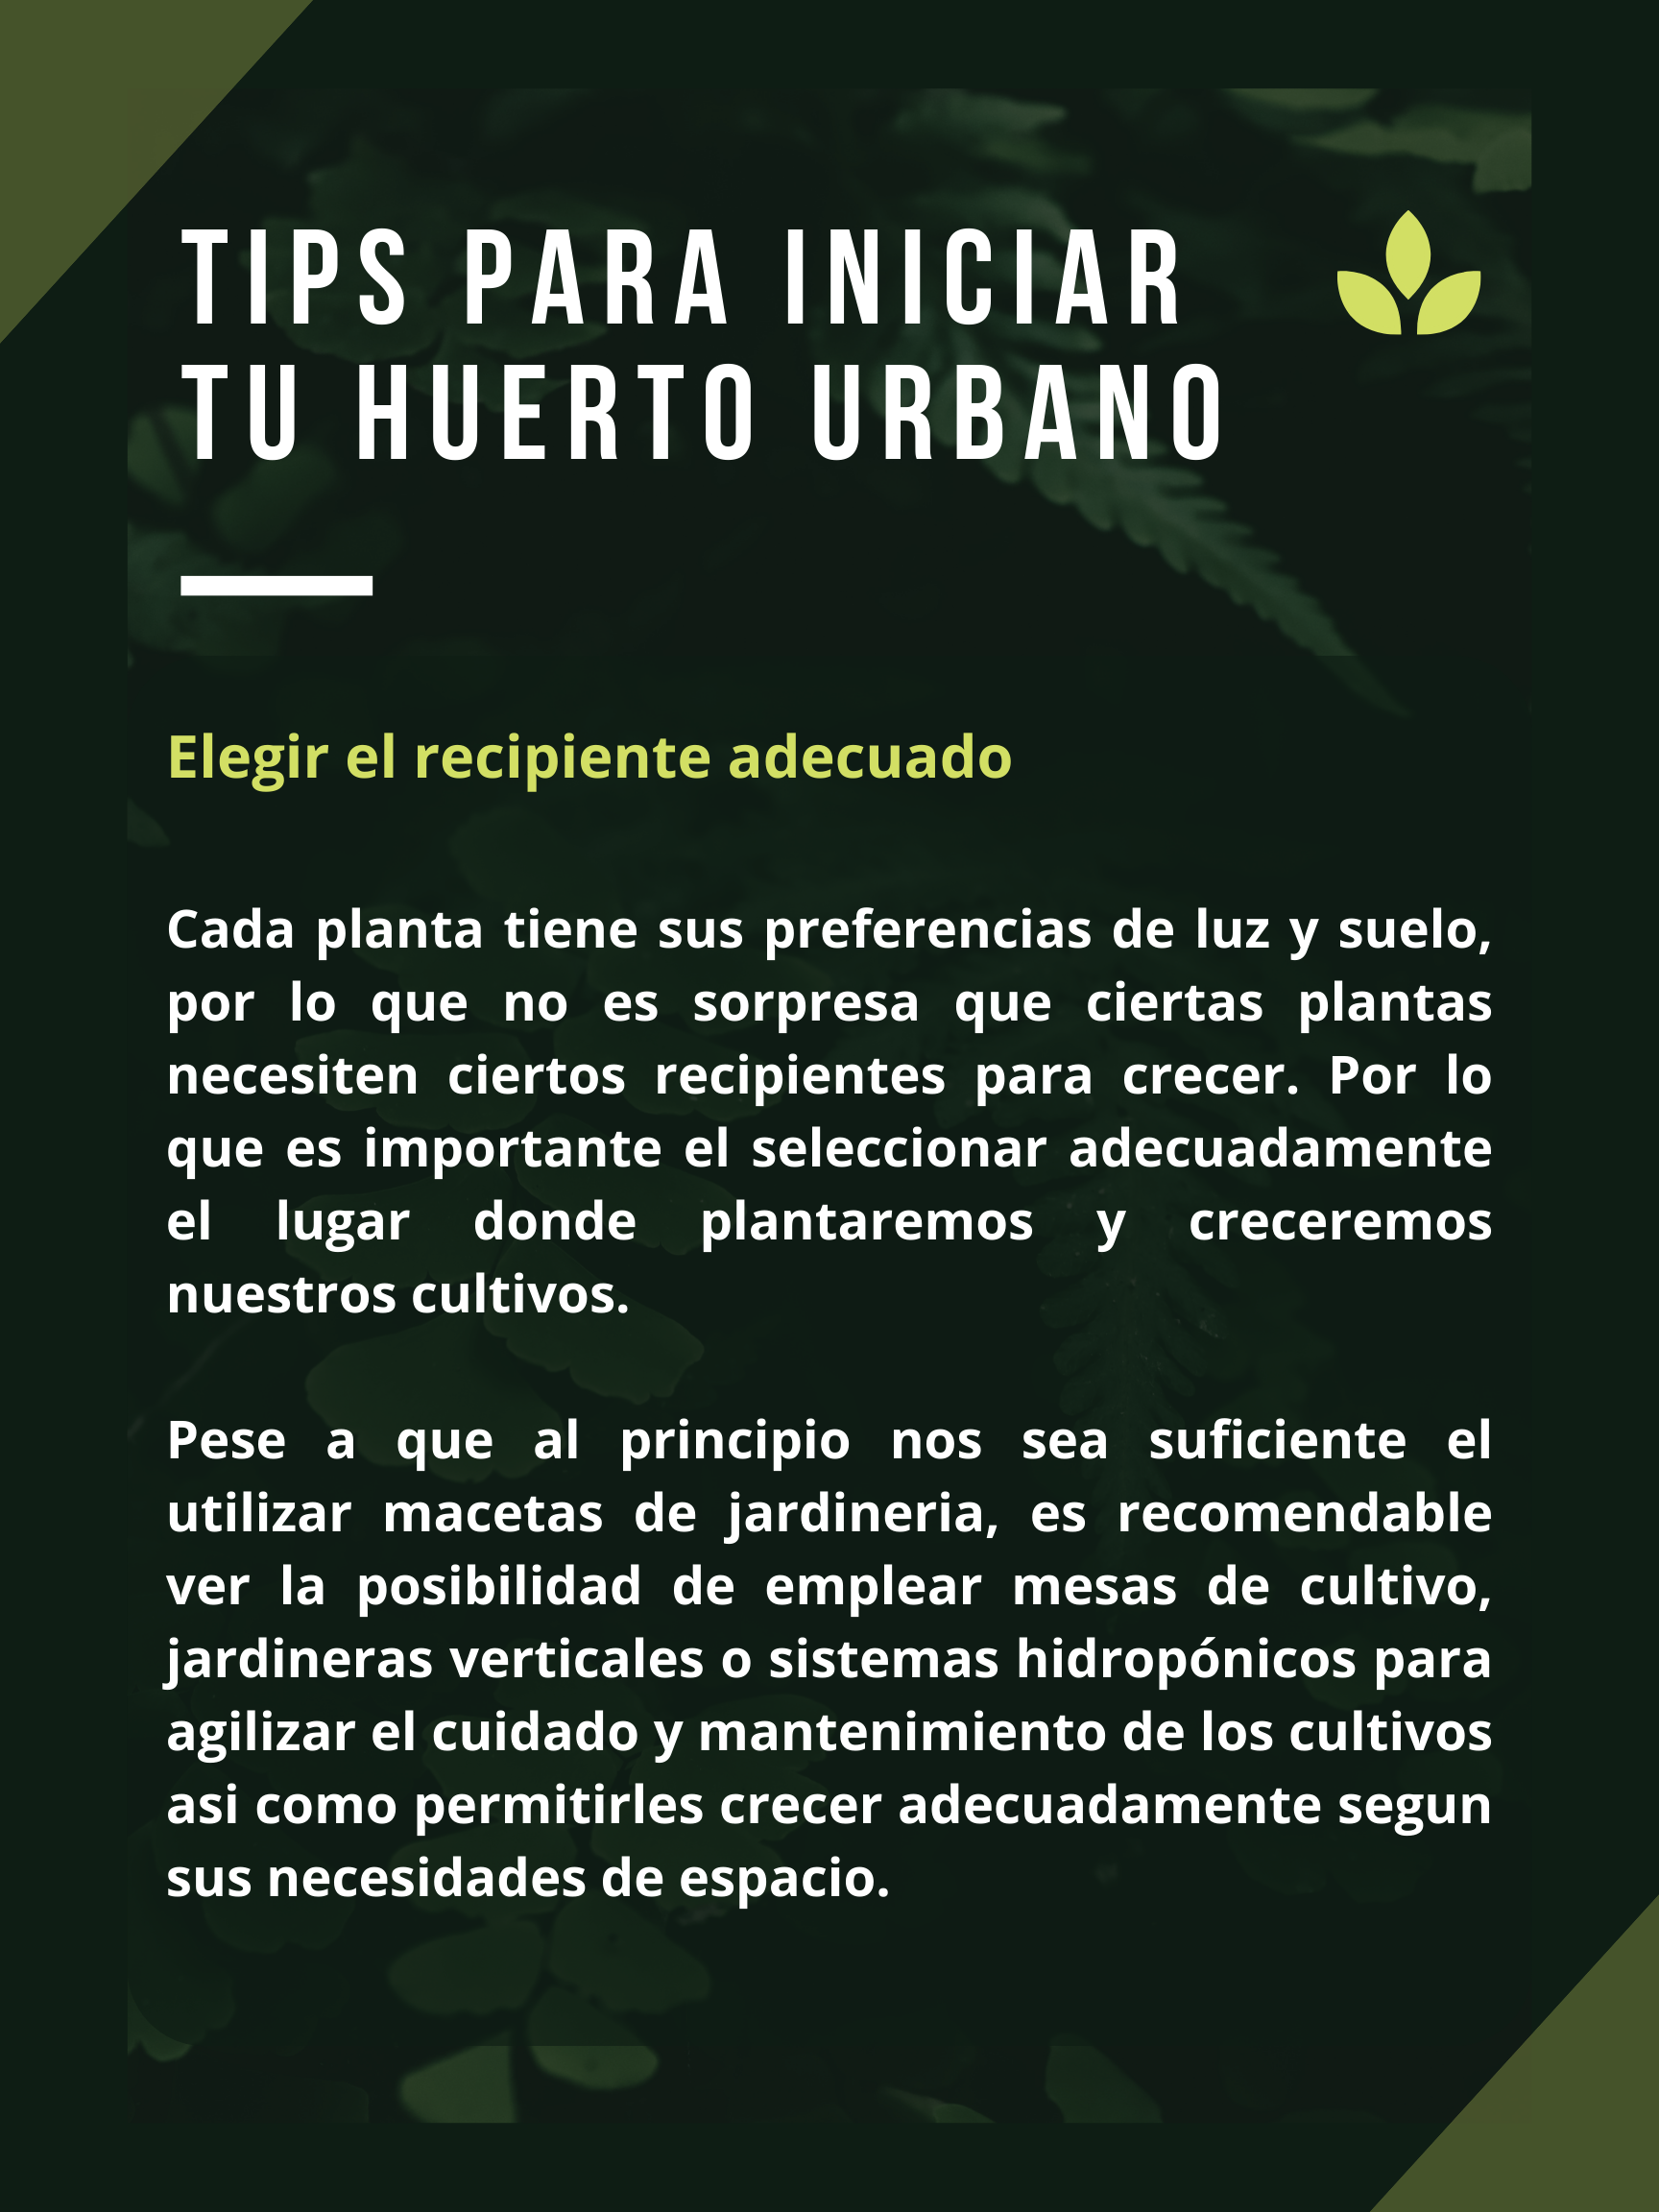 TIPS PARA INICIAR
TU HUERTO URBANO
Elegir el recipiente adecuado
Cada planta tiene sus preferencias de luz y suelo,
por lo que no es sorpresa que ciertas plantas
necesiten ciertos recipientes para crecer. Por lo
que es importante el seleccionar adecuadamente
el lugar donde plantaremos y creceremos
nuestros cultivos.
Pese a que al principio nos sea suficiente el
utilizar macetas de jardineria, es recomendable
ver la posibilidad de emplear mesas de cultivo,
jardineras verticales o sistemas hidropónicos para
agilizar el cuidado y mantenimiento de los cultivos
asi como permitirles crecer adecuadamente segun
sus necesidades de espacio.